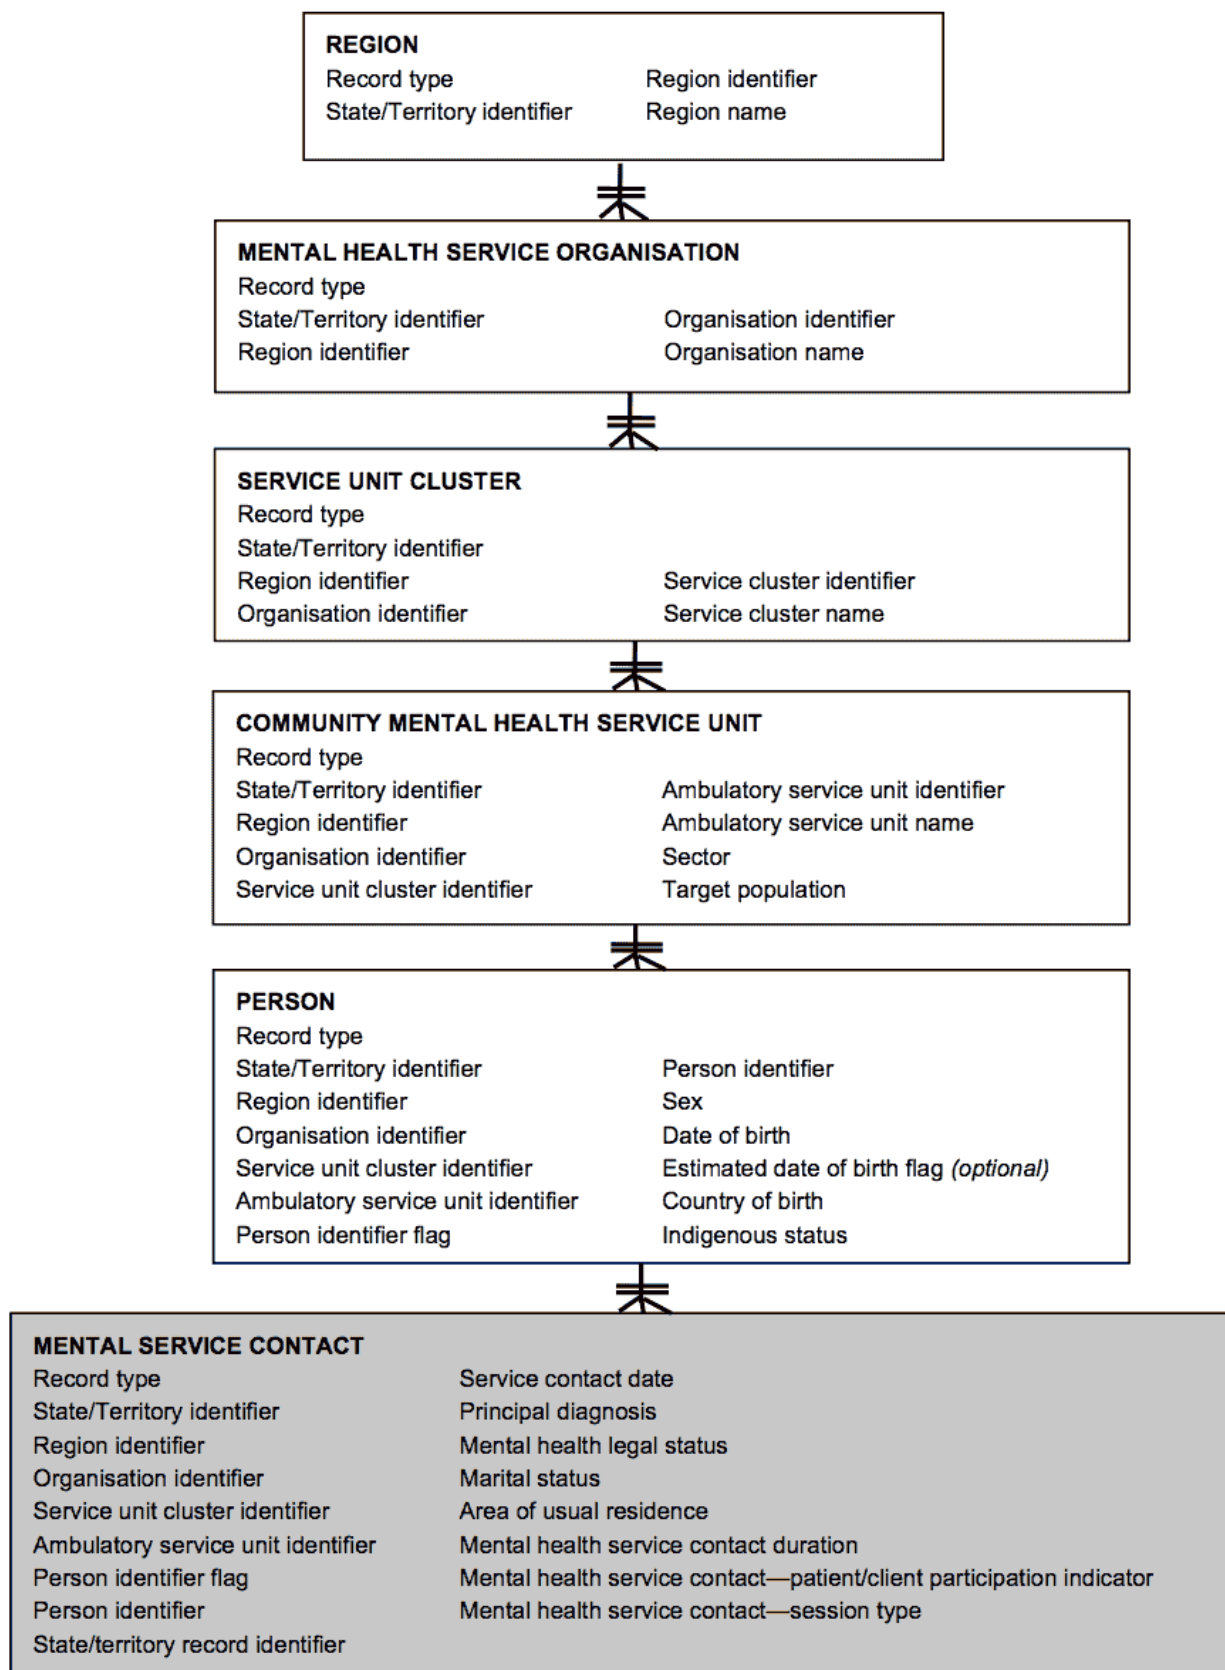 REGION
Record type Region identifier
State/Territory identifier Region name
MENTAL HEALTH SERVICE ORGANISATION
Record type
State/Territory identifier Organisation identifier
Region identifier Organisation name
SERVICE UNIT CLUSTER
Record type
State/Territory identifier
Region identifier Service cluster identifier
Organisation identifier Service cluster name
COMMUNITY MENTAL HEALTH SERVICE UNIT
Record type
State/Territory identifier Ambulatory service unit identifier
Region identifier Ambulatory service unit name
Organisation identifier Sector
Service unit cluster identifier Target population
PERSON
Record type
State/Territory identifier Person identifier
Region identifier Sex
Organisation identifier Date of birth
Service unit cluster identifier Estimated date of birth flag (optional)
Ambulatory service unit identifier Country of birth
Person identifier flag Indigenous status
MENTAL SERVICE CONTACT
Record type Service contact date
State/Territory identifier Principal diagnosis
Region identifier Mental health legal status
Organisation identifier Marital status
Service unit cluster identifier Area of usual residence
Ambulatory service unit identifier Mental health service contact duration
Person identifier flag Mental health service contact—patient/client participation indicator
Person identifier Mental health service contact—session type
State/territory record identifier